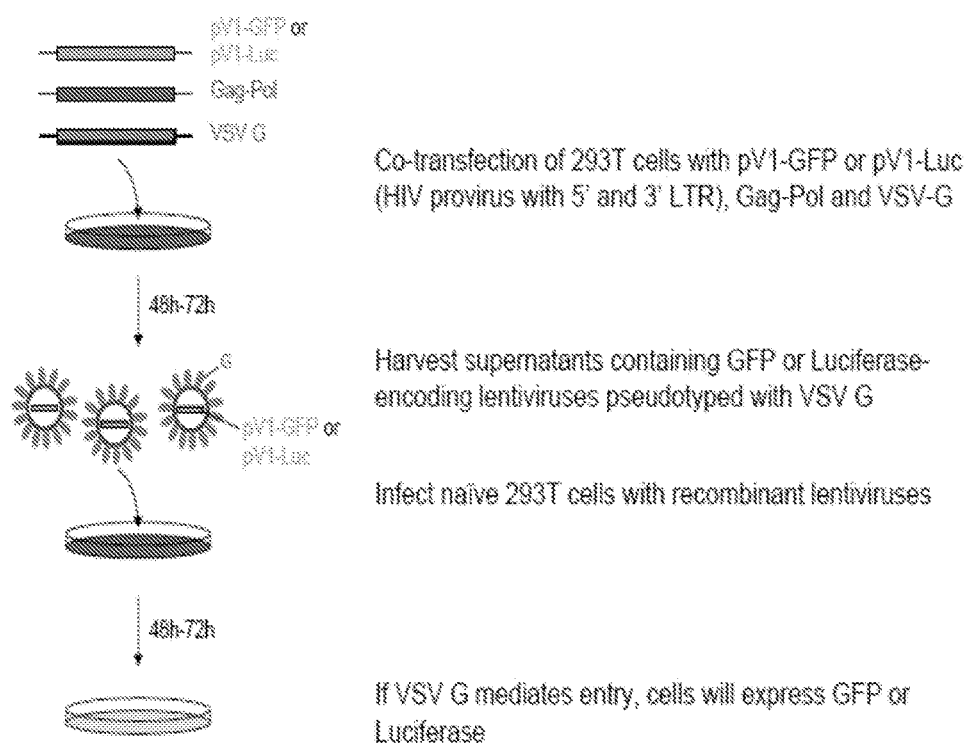 pV1-GFP or
pV1-Luc
Gag-Pol
VSV G
Co-transfection of 293T cells with pV1-GFP or pV1-Luc
(HIV provirus with 5' and 3' LTR), Gag-Pol and VSV-G
48h-72h
G
Harvest supernatants containing GFP or Luciferase-
encoding lentiviruses pseudotyped with VSV G
pV1-GFP or
pV1-Luc
Infect naïve 293T cells with recombinant lentiviruses
48h-72h
If VSV G mediates entry, cells will express GFP or
Luciferase